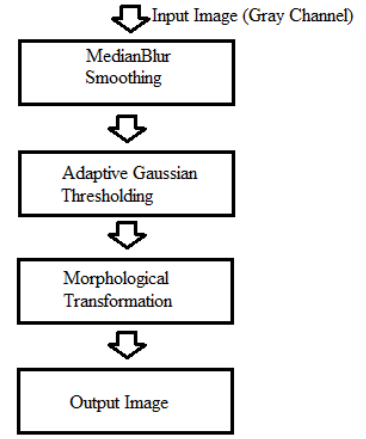 Input Image (Gray Channel)
MedianBlur
Smoothing
Adaptive Gaussian
Thresholding
Morphological
Transformation
Output Image